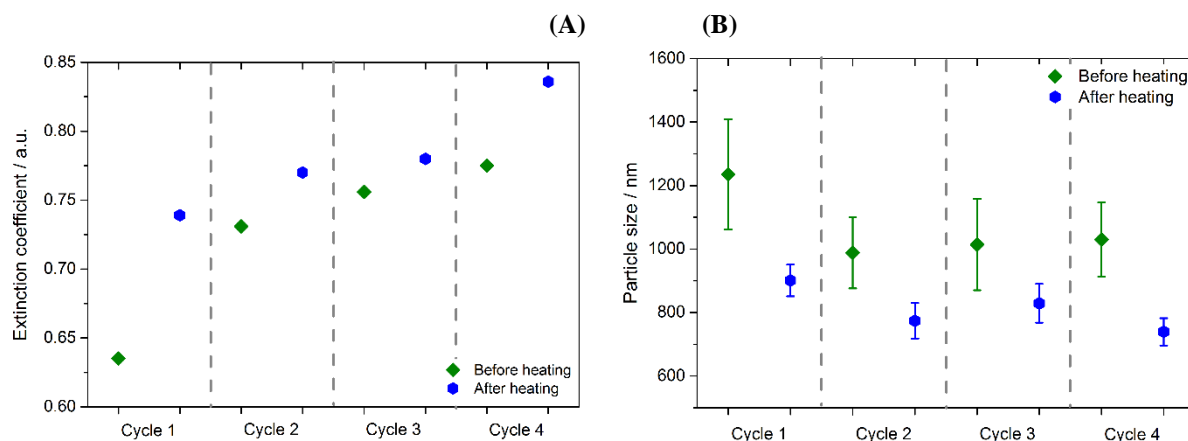 (A)
0.85
0.80
0.75
0.70
0.65
0.60
Extinction coefficient / a.u.
Before heating
After heating
Cycle 1 Cycle 2 Cycle 3 Cycle 4
(B)
1600
1400
1200
1000
800
600
Particle size / nm
Before heating
After heating
Cycle 1 Cycle 2 Cycle 3 Cycle 4